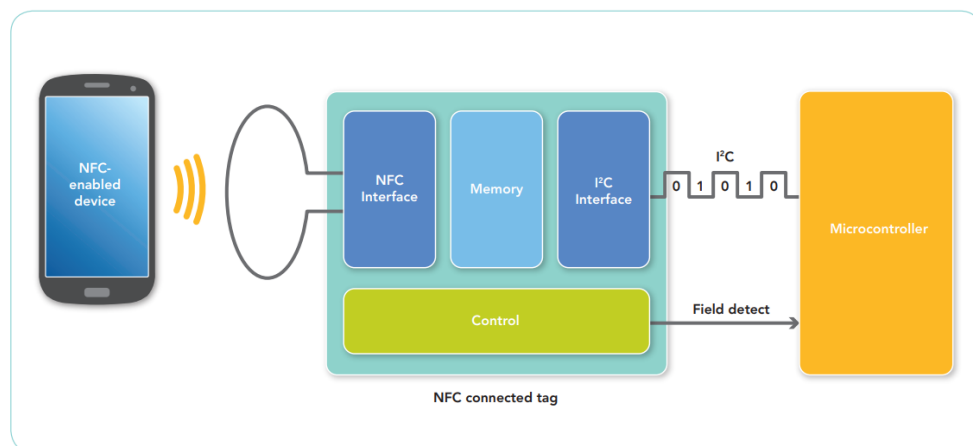 NFC-
enabled
device
NFC
Interface
Memory
I²C
Interface
I²C
0 1 0 1 0
Microcontroller
Control
Field detect
NFC connected tag